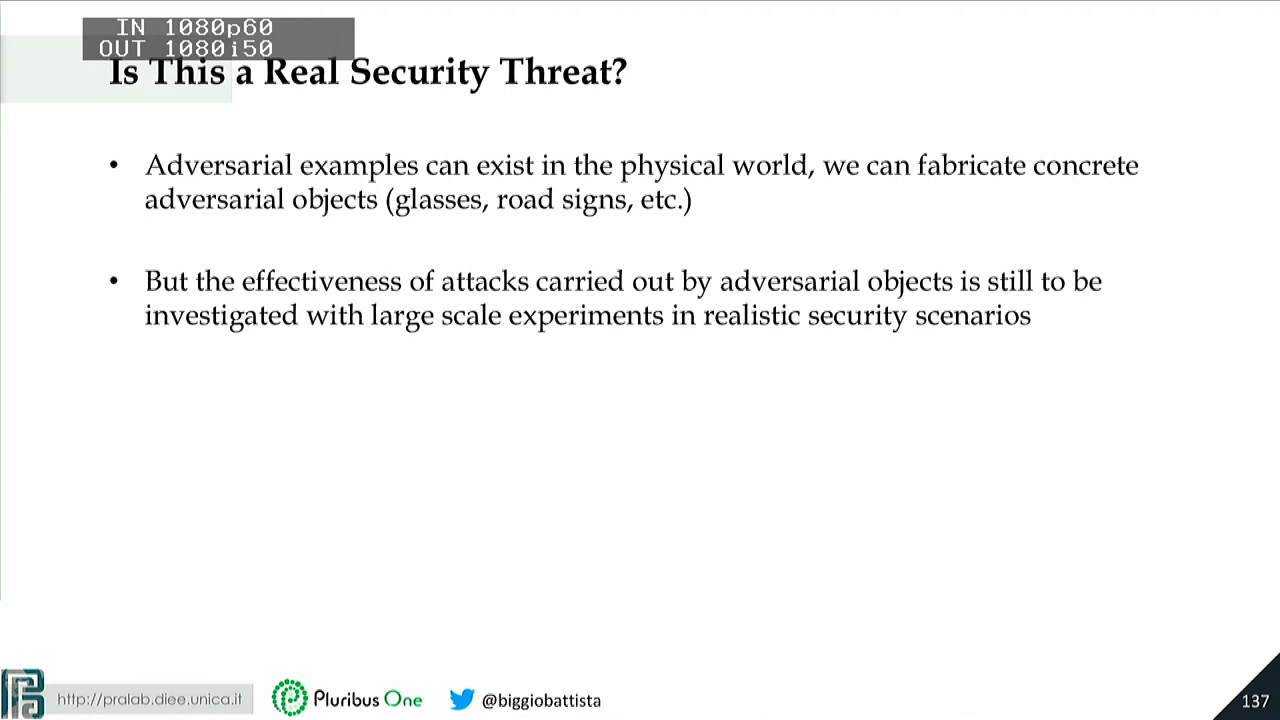 IN 1080p60
OUT 1080i50
Is This a Real Security Threat?
• Adversarial examples can exist in the physical world, we can fabricate concrete
adversarial objects (glasses, road signs, etc.)
• But the effectiveness of attacks carried out by adversarial objects is still to be
investigated with large scale experiments in realistic security scenarios
http://pralab.diee.unica.it
Pluribus One
@biggiobattista
137